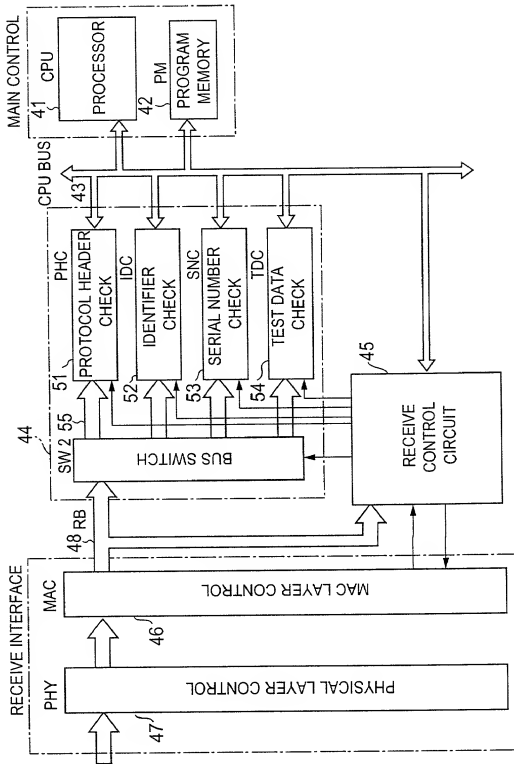 RECEIVE INTERFACE
PHY
PHYSICAL LAYER CONTROL
47
MAC
MAC LAYER CONTROL
46
48 RB
44
SW 2
BUS SWITCH
55
PHC
51
PROTOCOL HEADER
CHECK
IDC
52
IDENTIFIER
CHECK
SNC
53
SERIAL NUMBER
CHECK
TDC
54
TEST DATA
CHECK
45
RECEIVE
CONTROL
CIRCUIT
CPU BUS
43
MAIN CONTROL
CPU
41
PROCESSOR
PM
42
PROGRAM
MEMORY